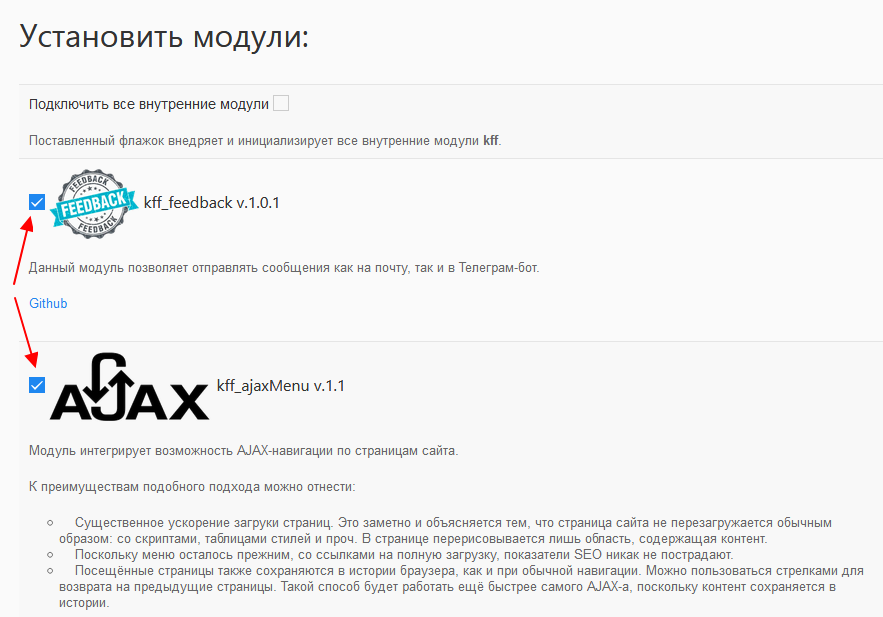 Установить модули:
Подключить все внутренние модули
Поставленный флажок внедряет и инициализирует все внутренние модули kff.
FEEDBACK
FEEDBACK
FEEDBACK
kff_feedback v.1.0.1
Данный модуль позволяет отправлять сообщения как на почту, так и в Телеграм-бот.
Github
AJAX
kff_ajaxMenu v.1.1
Модуль интегрирует возможность AJAX-навигации по страницам сайта.
К преимуществам подобного подхода можно отнести:
Существенное ускорение загруки страниц. Это заметно и объясняется тем, что страница сайта не перезагружается обычным
образом: со скриптами, таблицами стилей и проч. В странице перерисовывается лишь область, содержащая контент.
Поскольку меню осталось прежним, со ссылками на полную загрузку, показатели SEO никак не пострадают.
Посещённые страницы также сохраняются в истории браузера, как и при обычной навигации. Можно пользоваться стрелками для
возврата на предыдущие страницы. Такой способ будет работать ещё быстрее самого AJAX-а, поскольку контент сохраняется в
истории.